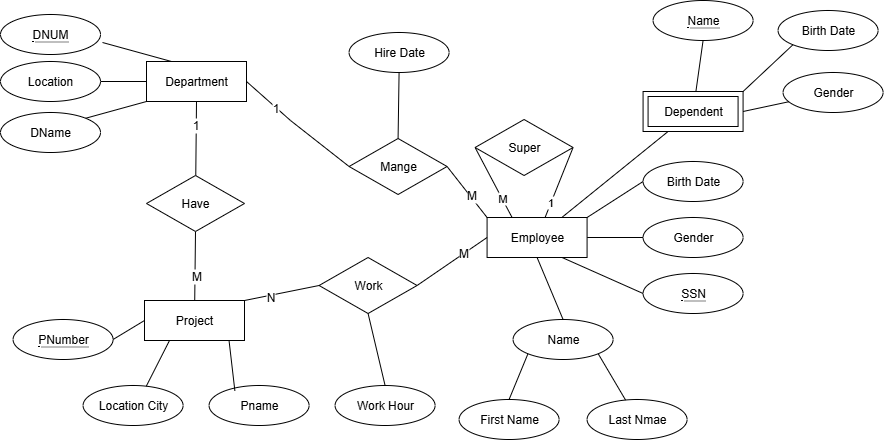 Name
DNUM
Birth Date
Hire Date
Location
Department
Gender
1
Dependent
1
DName
Super
Mange
Birth Date
M
M
Have
1
Employee
Gender
M
M
Work
SSN
N
Project
PNumber
Name
Location City
Pname
Work Hour
First Name
Last Nmae